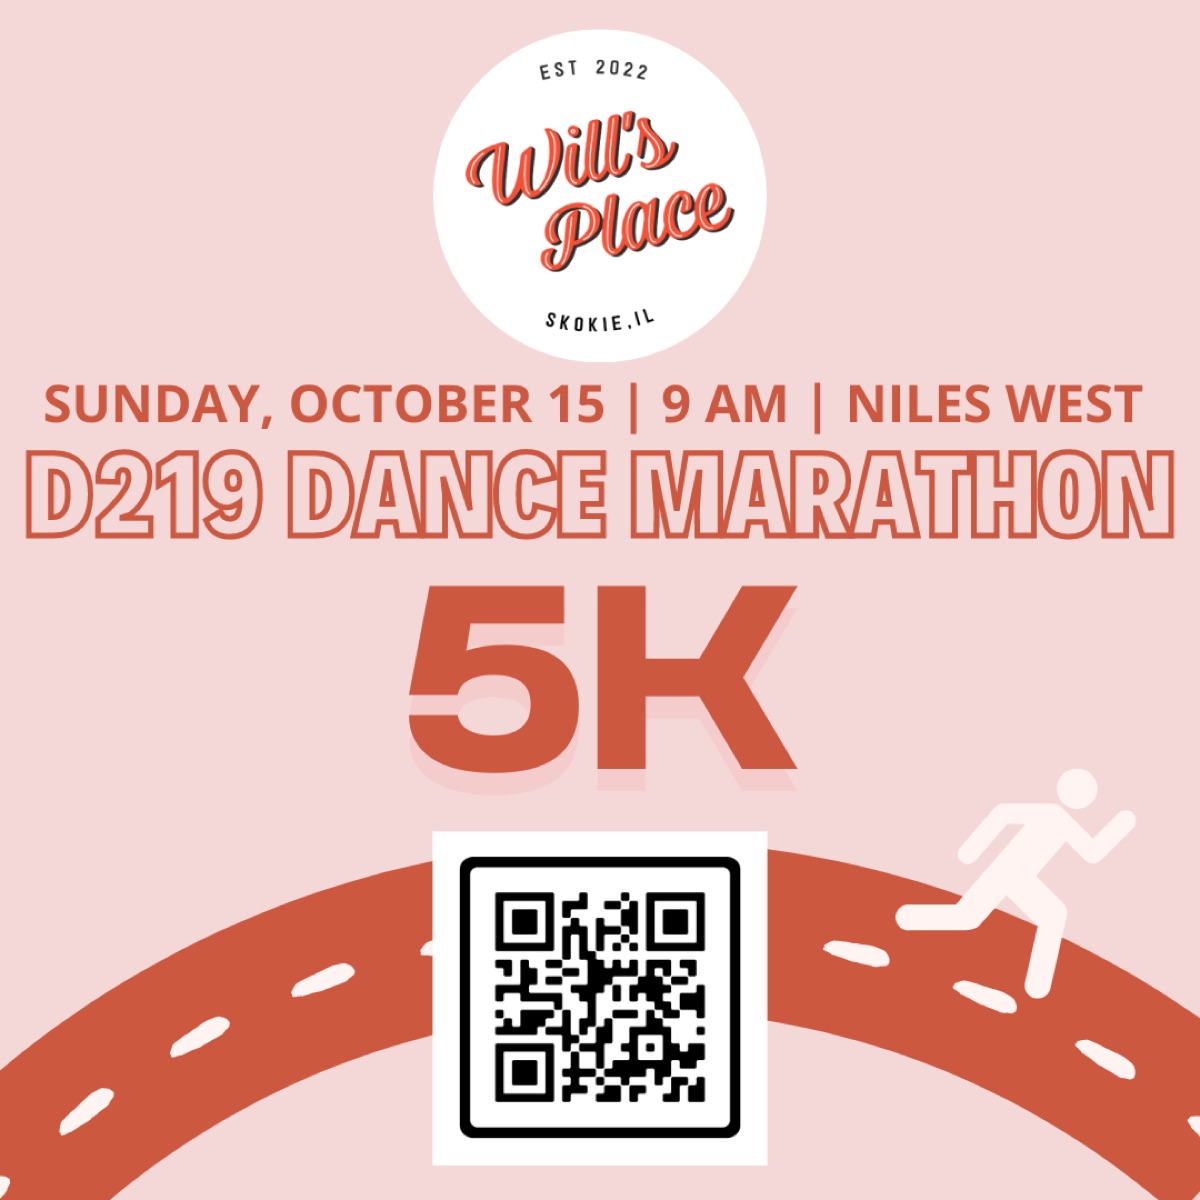 EST 2022
Will's
Place
SKOKIE, IL
SUNDAY, OCTOBER 15 | 9 AM | NILES WEST
D219 DANCE MARATHON
5K